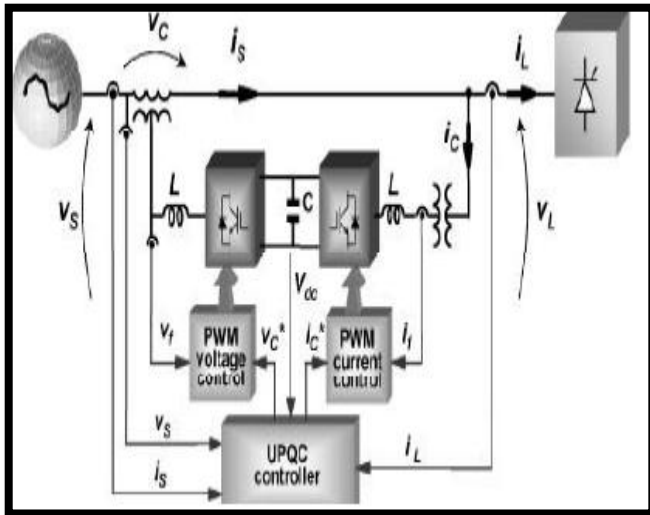 v_C
i_S
i_L
i_C
L
C
L
v_S
v_L
V_dc
v_f
PWM
voltage
control
v_C*
i_C*
PWM
current
control
i_f
v_S
i_S
UPQC
controller
i_L